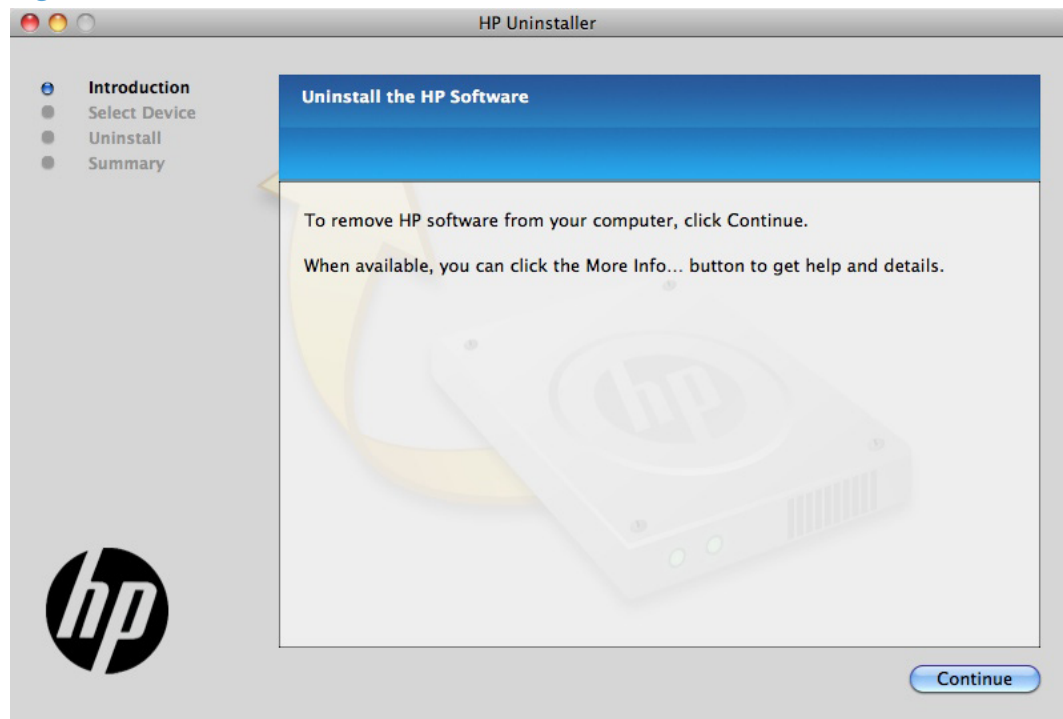 HP Uninstaller
Introduction
Select Device
Uninstall
Summary
Uninstall the HP Software
To remove HP software from your computer, click Continue.
When available, you can click the More Info... button to get help and details.
hp
hp
Continue